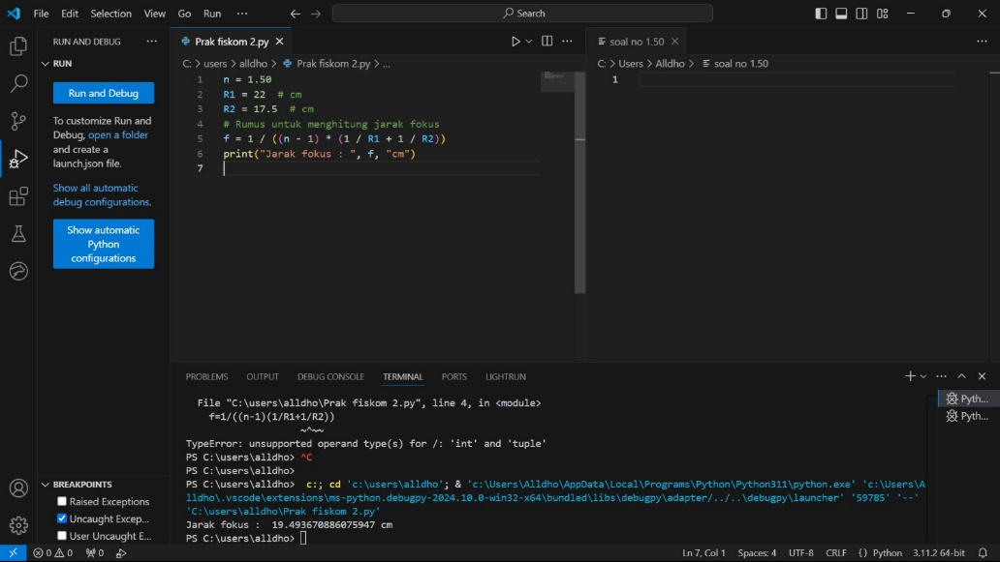 File Edit Selection View Go Run ··· Search
RUN AND DEBUG ···
RUN
Run and Debug
To customize Run and
Debug, open a folder
and create a
launch.json file.
Show all automatic
debug configurations.
Show automatic
Python
configurations
BREAKPOINTS
Raised Exceptions
Uncaught Excep...
User Uncaught E...
Prak fiskom 2.py
C: > users > alldho > Prak fiskom 2.py > ...
1 n = 1.50
2 R1 = 22 # cm
3 R2 = 17.5 # cm
4 # Rumus untuk menghitung jarak fokus
5 f = 1 / ((n - 1) * (1 / R1 + 1 / R2))
6 print("Jarak fokus : ", f, "cm")
7
soal no 1.50
C: > Users > Alldho > soal no 1.50
1
PROBLEMS OUTPUT DEBUG CONSOLE TERMINAL PORTS LIGHTRUN
File "C:\users\alldho\Prak fiskom 2.py", line 4, in <module>
f=1/((n-1)(1/R1+1/R2))
~^~~
TypeError: unsupported operand type(s) for /: 'int' and 'tuple'
PS C:\users\alldho> ^C
PS C:\users\alldho>
PS C:\users\alldho> c:; cd 'c:\users\alldho'; & 'c:\Users\Alldho\AppData\Local\Programs\Python\Python311\python.exe' 'c:\Users\A
lldho\.vscode\extensions\ms-python.debugpy-2024.10.0-win32-x64\bundled\libs\debugpy\adapter/../..\debugpy\launcher' '59785' '--'
'C:\users\alldho\Prak fiskom 2.py'
Jarak fokus :  19.493670886075947 cm
PS C:\users\alldho>
Pyth...
Pyth...
0 0 0 Ln 7, Col 1 Spaces: 4 UTF-8 CRLF {} Python 3.11.2 64-bit